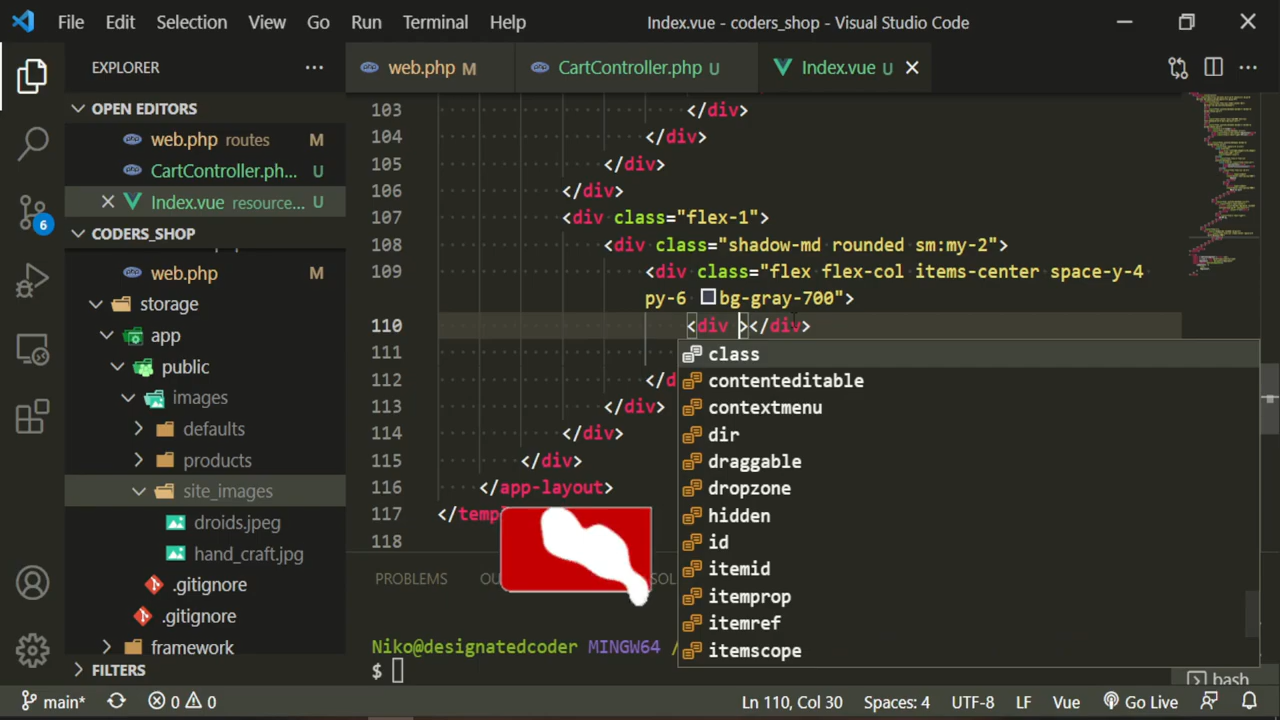 File Edit Selection View Go Run Terminal Help Index.vue - coders_shop - Visual Studio Code
EXPLORER
web.php M CartController.php U Index.vue U
OPEN EDITORS
web.php routes M
CartController.ph... U
Index.vue resource... U
CODERS_SHOP
web.php M
storage
app
public
images
defaults
products
site_images
droids.jpeg
hand_craft.jpg
.gitignore
.gitignore
framework
FILTERS
103 </div>
104 </div>
105 </div>
106 </div>
107 <div class="flex-1">
108 <div class="shadow-md rounded sm:my-2">
109 <div class="flex flex-col items-center space-y-4
py-6 bg-gray-700">
110 <div ></div>
111
112 </d
113 </div>
114 </div>
115 </div>
116 </app-layout>
117 </temp
118
class
contenteditable
contextmenu
dir
draggable
dropzone
hidden
id
itemid
itemprop
itemref
itemscope
PROBLEMS OU SOL
Niko@designatedcoder MINGW64 /
$
bash
main* 6 0 0 Ln 110, Col 30 Spaces: 4 UTF-8 LF Vue Go Live